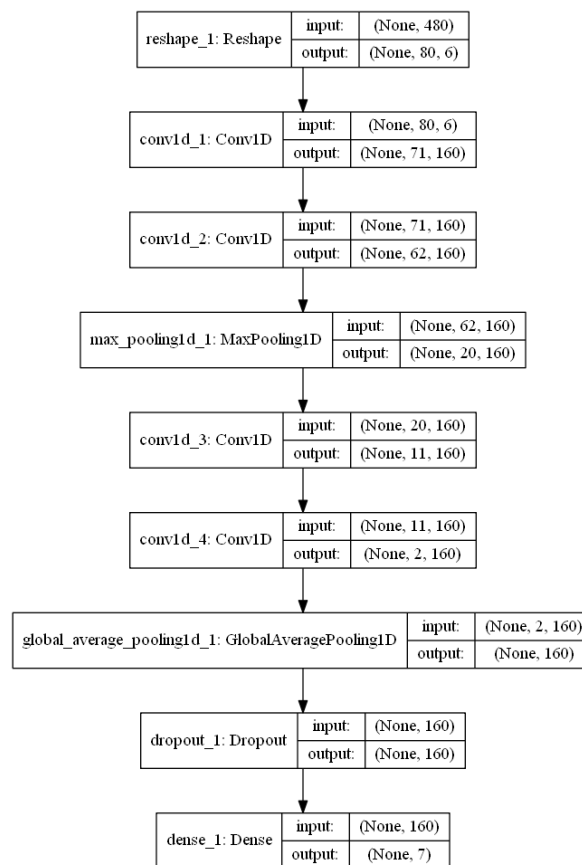 reshape_1: Reshape
input: (None, 480)
output: (None, 80, 6)
conv1d_1: Conv1D
input: (None, 80, 6)
output: (None, 71, 160)
conv1d_2: Conv1D
input: (None, 71, 160)
output: (None, 62, 160)
max_pooling1d_1: MaxPooling1D
input: (None, 62, 160)
output: (None, 20, 160)
conv1d_3: Conv1D
input: (None, 20, 160)
output: (None, 11, 160)
conv1d_4: Conv1D
input: (None, 11, 160)
output: (None, 2, 160)
global_average_pooling1d_1: GlobalAveragePooling1D
input: (None, 2, 160)
output: (None, 160)
dropout_1: Dropout
input: (None, 160)
output: (None, 160)
dense_1: Dense
input: (None, 160)
output: (None, 7)